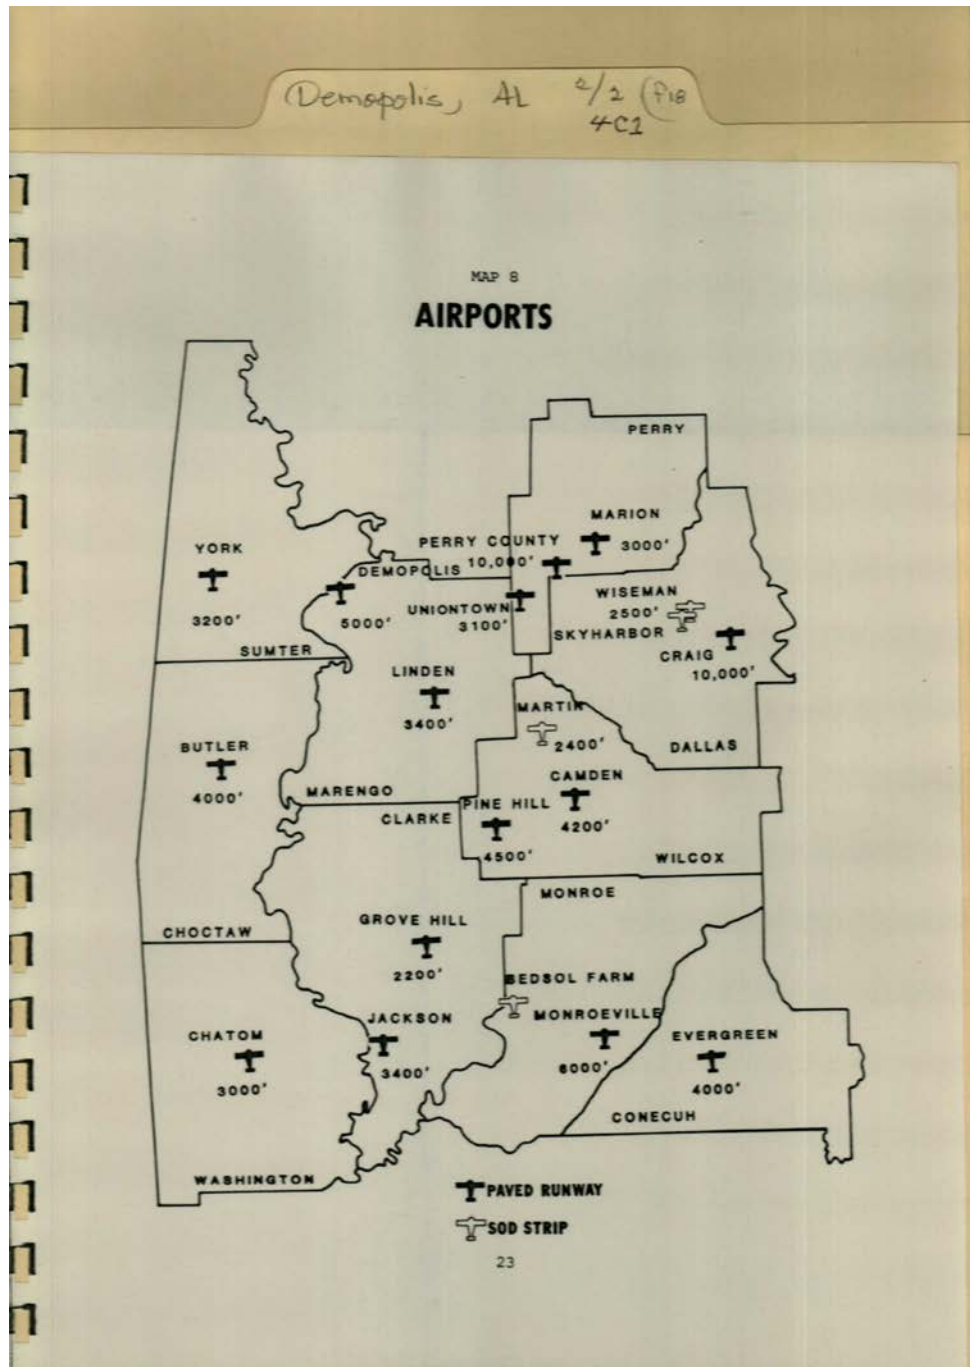 Demopolis, AL 2/2 (F18
4C1
MAP 8
AIRPORTS
PERRY
MARION
3000'
PERRY COUNTY
10,000'
YORK
3200'
DEMOPOLIS
5000'
UNIONTOWN
3100'
WISEMAN
2500'
SKYHARBOR
CRAIG
10,000'
SUMTER
LINDEN
3400'
MARTIN
2400'
DALLAS
BUTLER
4000'
MARENGO
CLARKE
CAMDEN
4200'
PINE HILL
4500'
WILCOX
MONROE
GROVE HILL
2200'
CHOCTAW
BEDSOL FARM
JACKSON
3400'
MONROEVILLE
6000'
EVERGREEN
4000'
CHATOM
3000'
CONECUH
WASHINGTON
PAVED RUNWAY
SOD STRIP
23